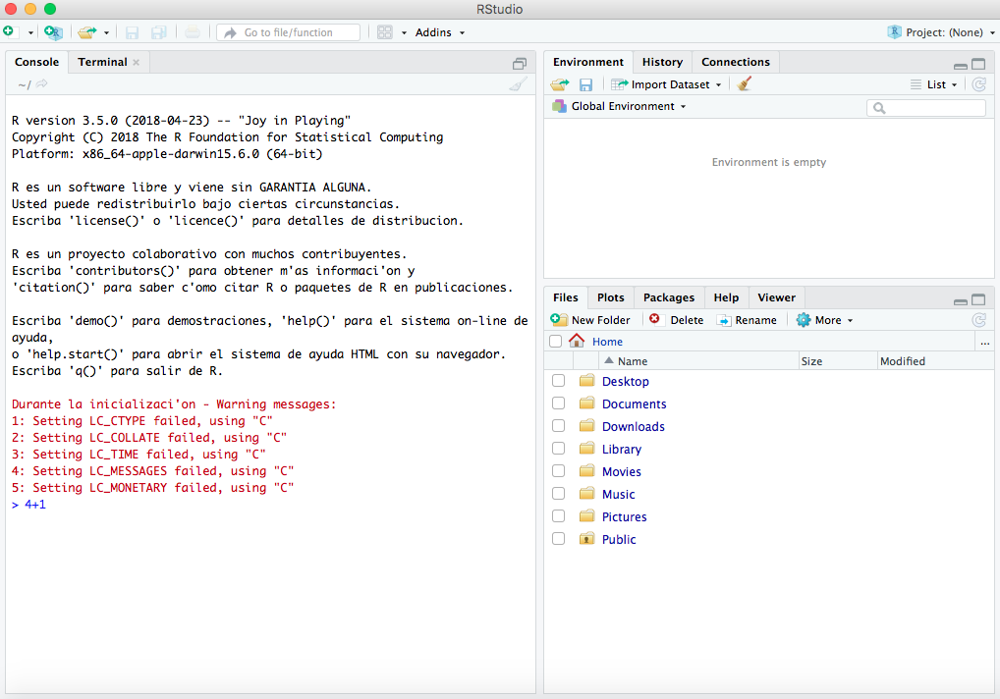 RStudio
Go to file/function
Addins
Project: (None)
Console Terminal
~/
R version 3.5.0 (2018-04-23) -- "Joy in Playing"
Copyright (C) 2018 The R Foundation for Statistical Computing
Platform: x86_64-apple-darwin15.6.0 (64-bit)
R es un software libre y viene sin GARANTIA ALGUNA.
Usted puede redistribuirlo bajo ciertas circunstancias.
Escriba 'license()' o 'licence()' para detalles de distribucion.
R es un proyecto colaborativo con muchos contribuyentes.
Escriba 'contributors()' para obtener m'as informaci'on y
'citation()' para saber c'omo citar R o paquetes de R en publicaciones.
Escriba 'demo()' para demostraciones, 'help()' para el sistema on-line de
ayuda,
o 'help.start()' para abrir el sistema de ayuda HTML con su navegador.
Escriba 'q()' para salir de R.
Durante la inicializaci'on - Warning messages:
1: Setting LC_CTYPE failed, using "C"
2: Setting LC_COLLATE failed, using "C"
3: Setting LC_TIME failed, using "C"
4: Setting LC_MESSAGES failed, using "C"
5: Setting LC_MONETARY failed, using "C"
> 4+1
Environment History Connections
Import Dataset List
Global Environment
Environment is empty
Files Plots Packages Help Viewer
New Folder Delete Rename More
Home ...
Name Size Modified
Desktop
Documents
Downloads
Library
Movies
Music
Pictures
Public